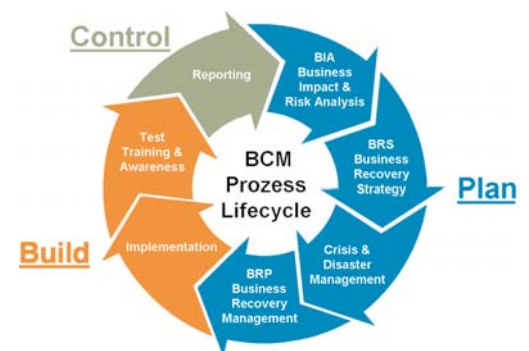 Control
Reporting
BIA
Business
Impact &
Risk Analysis
BRS
Business
Recovery
Strategy
Plan
Crisis &
Disaster
Management
BRP
Business
Recovery
Management
Implementation
Build
Test
Training &
Awareness
BCM
Prozess
Lifecycle